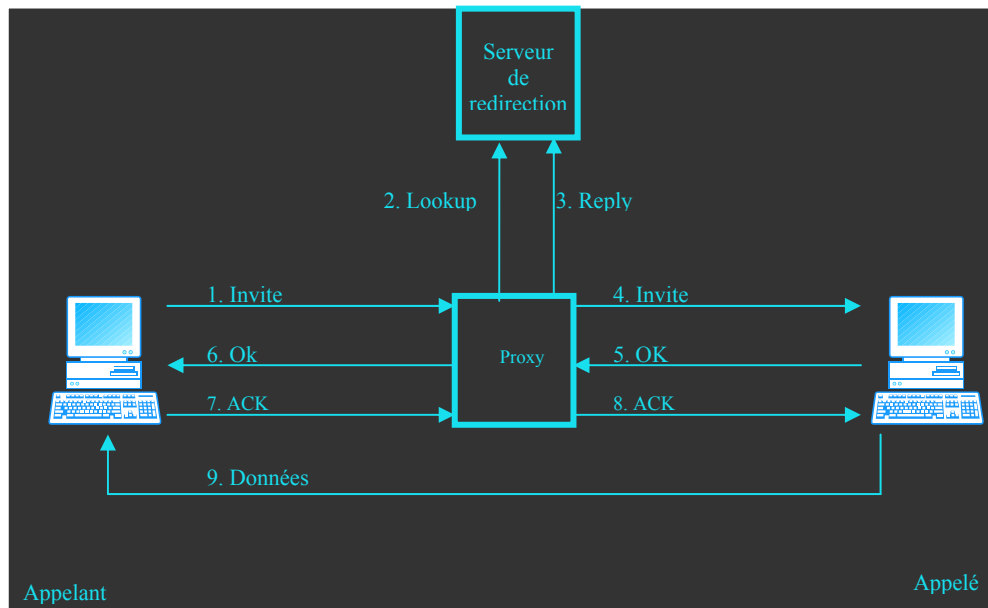 Serveur
de
redirection
2. Lookup
3. Reply
1. Invite
4. Invite
6. Ok
Proxy
5. OK
7. ACK
8. ACK
9. Données
Appelant
Appelé